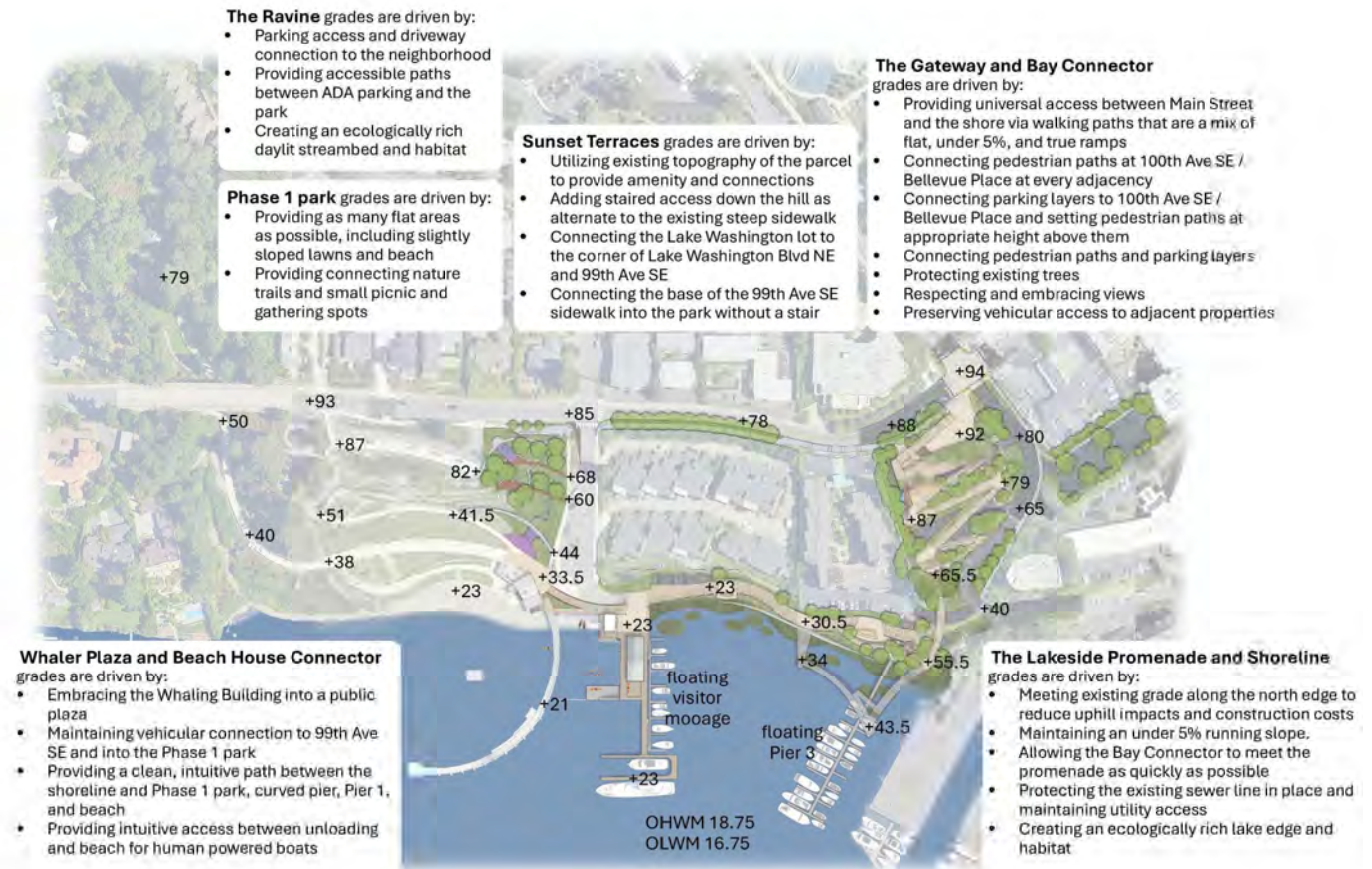 The Ravine grades are driven by:
• Parking access and driveway
connection to the neighborhood
• Providing accessible paths
between ADA parking and the
park
• Creating an ecologically rich
daylit streambed and habitat
Phase 1 park grades are driven by:
• Providing as many flat areas
as possible, including slightly
sloped lawns and beach
• Providing connecting nature
trails and small picnic and
gathering spots
Sunset Terraces grades are driven by:
• Utilizing existing topography of the parcel
to provide amenity and connections
• Adding staired access down the hill as
alternate to the existing steep sidewalk
• Connecting the Lake Washington lot to
the corner of Lake Washington Blvd NE
and 99th Ave SE
• Connecting the base of the 99th Ave SE
sidewalk into the park without a stair
The Gateway and Bay Connector
grades are driven by:
• Providing universal access between Main Street
and the shore via walking paths that are a mix of
flat, under 5%, and true ramps
• Connecting pedestrian paths at 100th Ave SE /
Bellevue Place at every adjacency
• Connecting parking layers to 100th Ave SE /
Bellevue Place and setting pedestrian paths at
appropriate height above them
• Connecting pedestrian paths and parking layers
• Protecting existing trees
• Respecting and embracing views
• Preserving vehicular access to adjacent properties
+79
+94
+93
+50
+85
+78
+88
+92
+80
+87
82+
+68
+79
+60
+65
+51
+41.5
+87
+40
+44
+38
+33.5
+65.5
+23
+23
+40
+23
+30.5
+34
+55.5
+21
floating
visitor
mooage
+43.5
floating
Pier 3
+23
OHWM 18.75
OLWM 16.75
Whaler Plaza and Beach House Connector
grades are driven by:
• Embracing the Whaling Building into a public
plaza
• Maintaining vehicular connection to 99th Ave
SE and into the Phase 1 park
• Providing a clean, intuitive path between the
shoreline and Phase 1 park, curved pier, Pier 1,
and beach
• Providing intuitive access between unloading
and beach for human powered boats
The Lakeside Promenade and Shoreline
grades are driven by:
• Meeting existing grade along the north edge to
reduce uphill impacts and construction costs
• Maintaining an under 5% running slope.
• Allowing the Bay Connector to meet the
promenade as quickly as possible
• Protecting the existing sewer line in place and
maintaining utility access
• Creating an ecologically rich lake edge and
habitat